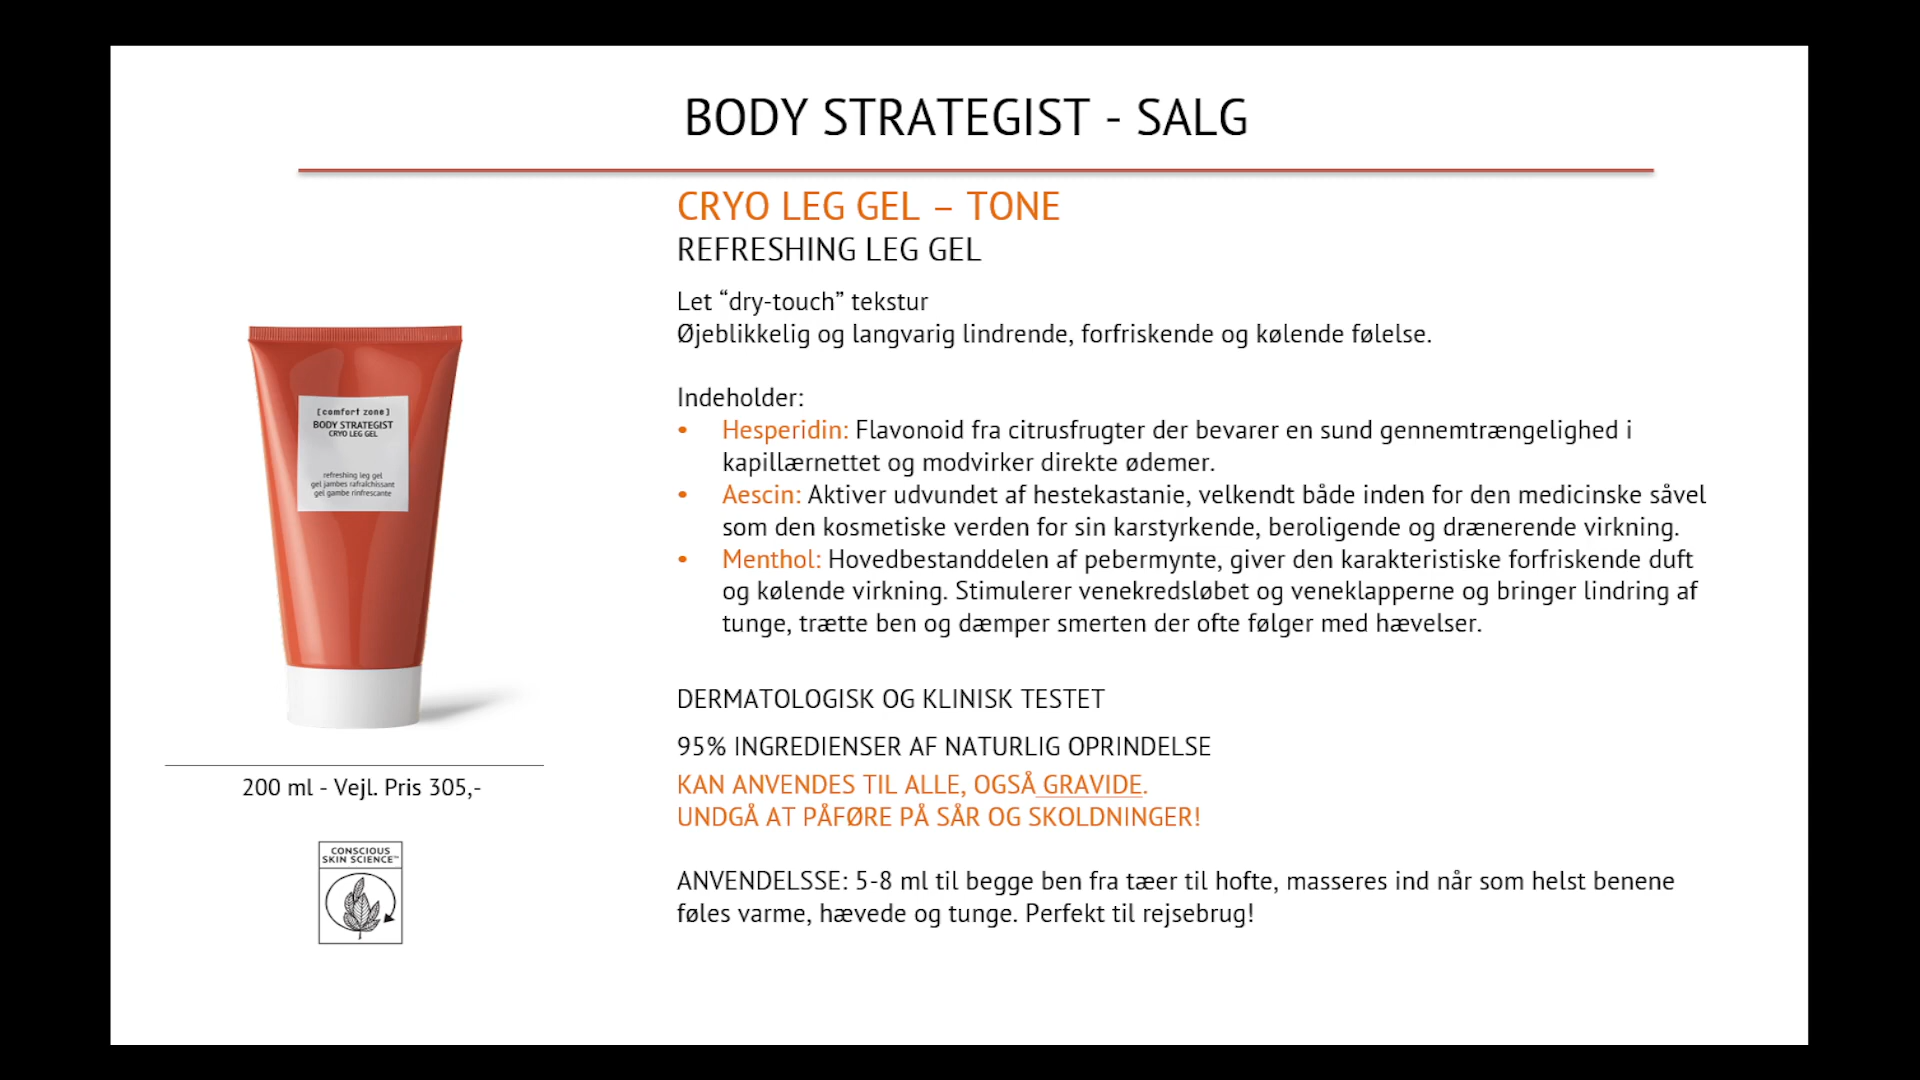 BODY STRATEGIST - SALG
CRYO LEG GEL – TONE
REFRESHING LEG GEL
Let “dry-touch” tekstur
Øjeblikkelig og langvarig lindrende, forfriskende og kølende følelse.
Indeholder:
• Hesperidin: Flavonoid fra citrusfrugter der bevarer en sund gennemtrængelighed i
kapillærnettet og modvirker direkte ødemer.
• Aescin: Aktiver udvundet af hestekastanie, velkendt både inden for den medicinske såvel
som den kosmetiske verden for sin karstyrkende, beroligende og drænerende virkning.
• Menthol: Hovedbestanddelen af pebermynte, giver den karakteristiske forfriskende duft
og kølende virkning. Stimulerer venekredsløbet og veneklapperne og bringer lindring af
tunge, trætte ben og dæmper smerten der ofte følger med hævelser.
DERMATOLOGISK OG KLINISK TESTET
95% INGREDIENSER AF NATURLIG OPRINDELSE
KAN ANVENDES TIL ALLE, OGSÅ GRAVIDE.
UNDGÅ AT PÅFØRE PÅ SÅR OG SKOLDNINGER!
ANVENDELSSE: 5-8 ml til begge ben fra tæer til hofte, masseres ind når som helst benene
føles varme, hævede og tunge. Perfekt til rejsebrug!
[comfort zone]
BODY STRATEGIST
CRYO LEG GEL
refreshing leg gel
gel jambes rafraîchissant
gel gambe rinfrescante
200 ml - Vejl. Pris 305,-
CONSCIOUS
SKIN SCIENCE™